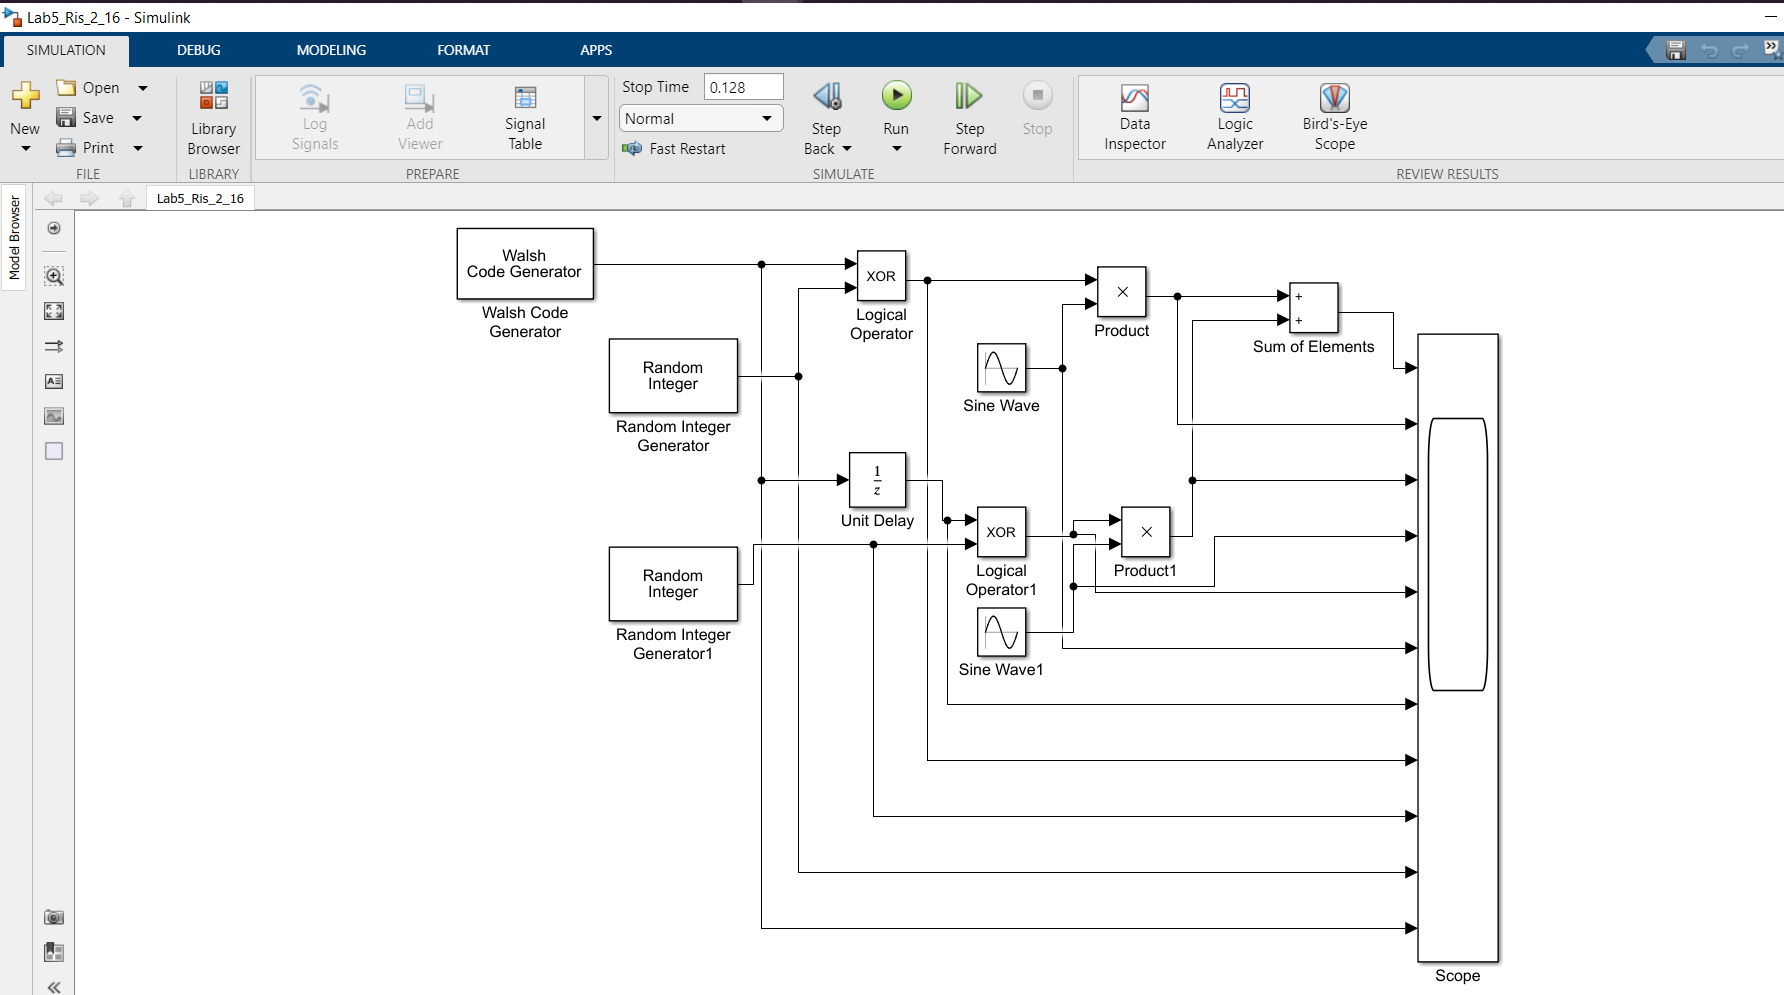 Lab5_Ris_2_16 - Simulink
SIMULATION DEBUG MODELING FORMAT APPS
New
Open
Save
Print
FILE
Library
Browser
LIBRARY
Log
Signals
Add
Viewer
Signal
Table
PREPARE
Stop Time 0.128
Normal
Fast Restart
Step
Back
Run
Step
Forward
Stop
SIMULATE
Data
Inspector
Logic
Analyzer
Bird's-Eye
Scope
REVIEW RESULTS
Model Browser
Lab5_Ris_2_16
Walsh
Code Generator
Walsh Code
Generator
XOR
Logical
Operator
×
Product
+
+
Sum of Elements
Random
Integer
Random Integer
Generator
Sine Wave
1
z
Unit Delay
XOR
Logical
Operator1
×
Product1
Random
Integer
Random Integer
Generator1
Sine Wave1
Scope